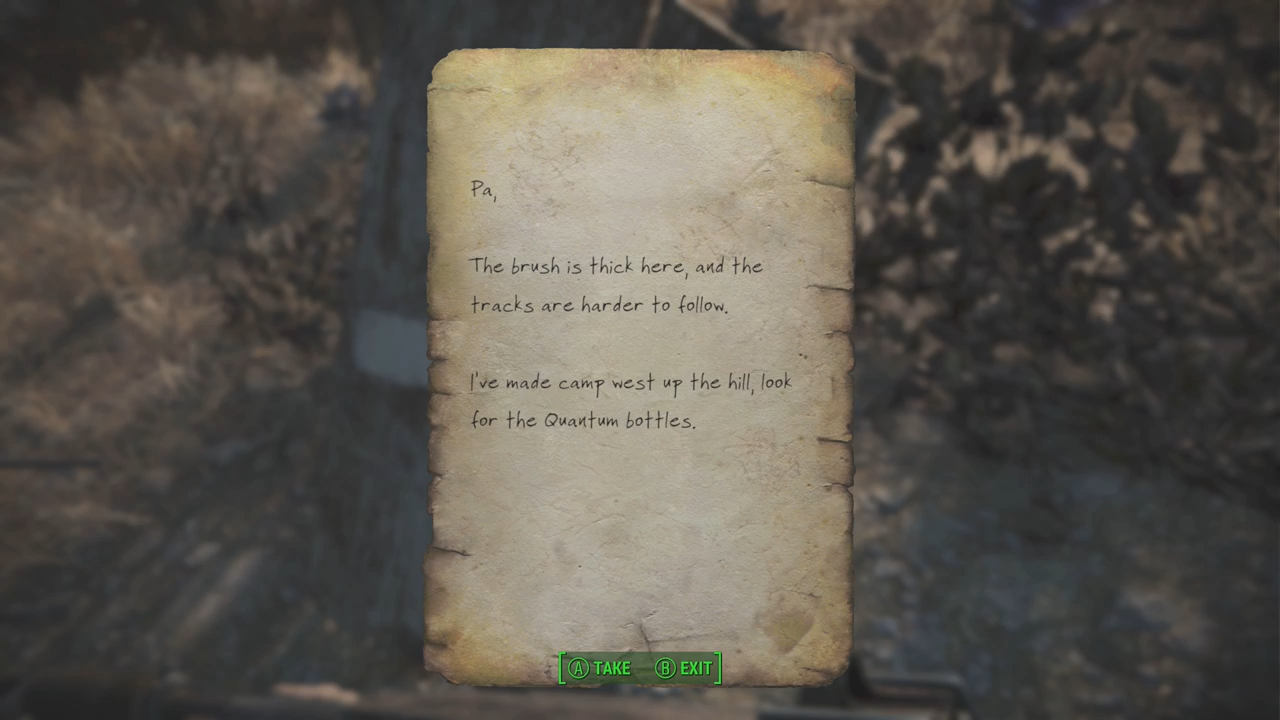 Pa,
The brush is thick here, and the
tracks are harder to follow.
I've made camp west up the hill, look
for the Quantum bottles.
A TAKE B EXIT